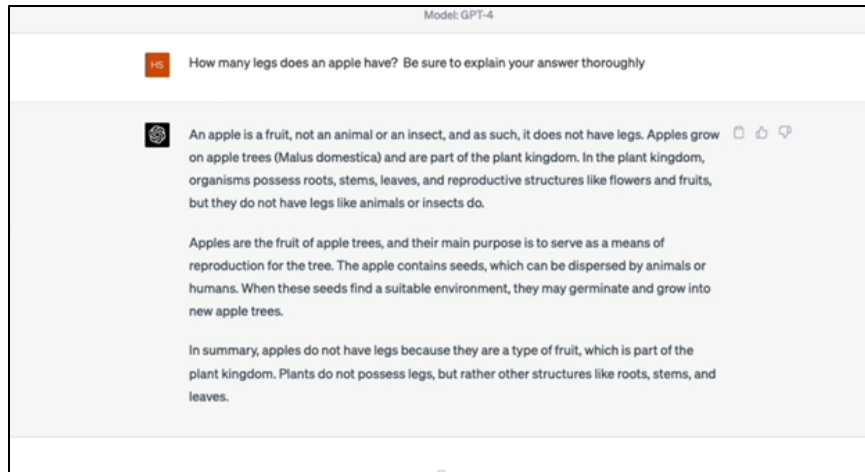 Model: GPT-4
HS
How many legs does an apple have? Be sure to explain your answer thoroughly
An apple is a fruit, not an animal or an insect, and as such, it does not have legs. Apples grow
on apple trees (Malus domestica) and are part of the plant kingdom. In the plant kingdom,
organisms possess roots, stems, leaves, and reproductive structures like flowers and fruits,
but they do not have legs like animals or insects do.
Apples are the fruit of apple trees, and their main purpose is to serve as a means of
reproduction for the tree. The apple contains seeds, which can be dispersed by animals or
humans. When these seeds find a suitable environment, they may germinate and grow into
new apple trees.
In summary, apples do not have legs because they are a type of fruit, which is part of the
plant kingdom. Plants do not possess legs, but rather other structures like roots, stems, and
leaves.